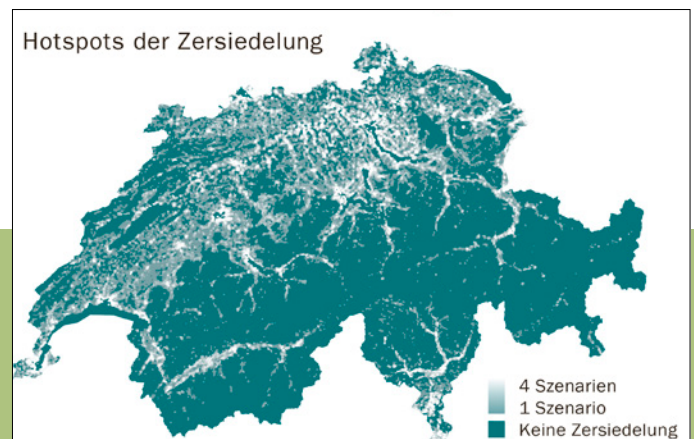 Hotspots der Zersiedelung
4 Szenarien
1 Szenario
Keine Zersiedelung